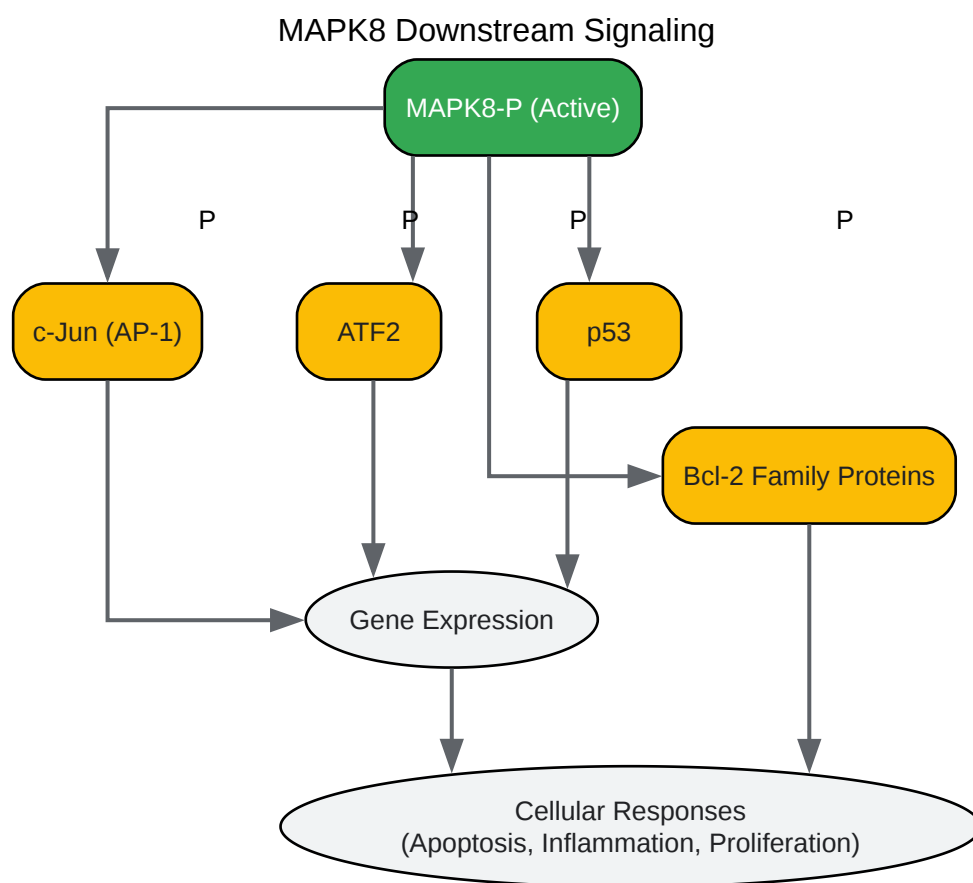 MAPK8 Downstream Signaling
MAPK8-P (Active)
P
P
P
P
c-Jun (AP-1)
ATF2
p53
Bcl-2 Family Proteins
Gene Expression
Cellular Responses
(Apoptosis, Inflammation, Proliferation)